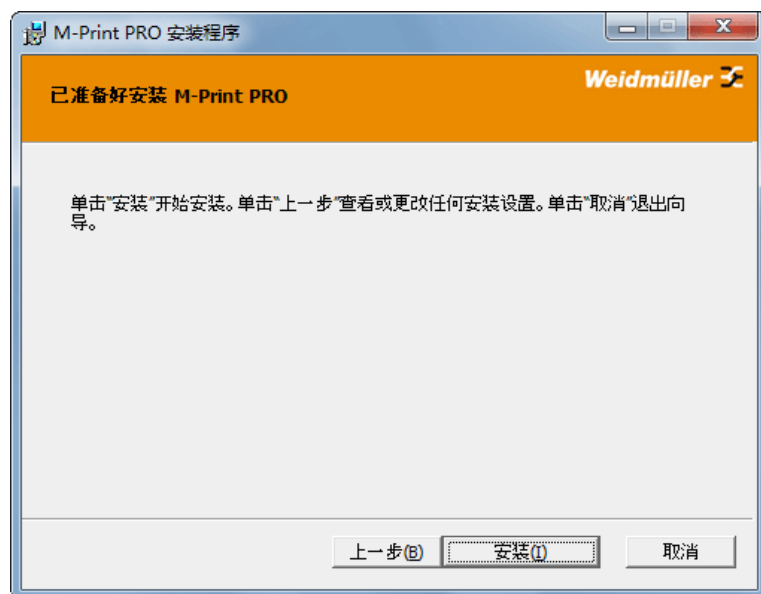 M-Print PRO 安装程序
Weidmüller
已准备好安装 M-Print PRO
单击"安装"开始安装。单击"上一步"查看或更改任何安装设置。单击"取消"退出向
导。
上一步(B) 安装(I) 取消